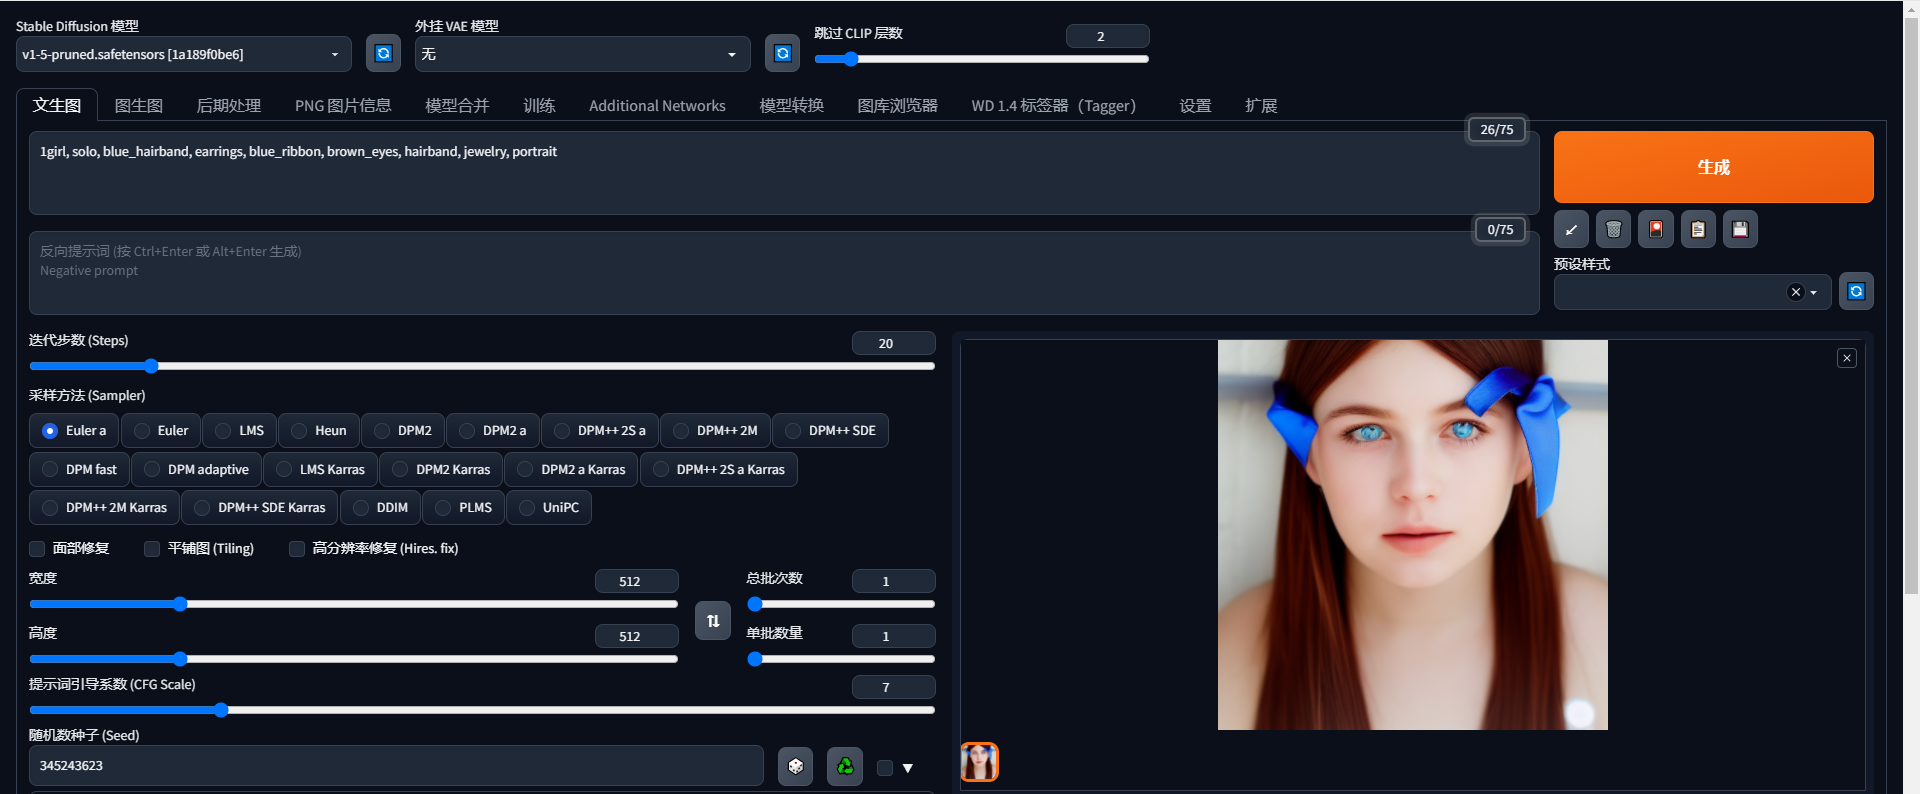 Stable Diffusion 模型
外挂 VAE 模型
跳过 CLIP 层数
2
v1-5-pruned.safetensors [1a189f0be6]
无
文生图
图生图
后期处理
PNG 图片信息
模型合并
训练
Additional Networks
模型转换
图库浏览器
WD 1.4 标签器（Tagger）
设置
扩展
26/75
1girl, solo, blue_hairband, earrings, blue_ribbon, brown_eyes, hairband, jewelry, portrait
生成
0/75
反向提示词 (按 Ctrl+Enter 或 Alt+Enter 生成)
Negative prompt
预设样式
迭代步数 (Steps)
20
采样方法 (Sampler)
Euler a
Euler
LMS
Heun
DPM2
DPM2 a
DPM++ 2S a
DPM++ 2M
DPM++ SDE
DPM fast
DPM adaptive
LMS Karras
DPM2 Karras
DPM2 a Karras
DPM++ 2S a Karras
DPM++ 2M Karras
DPM++ SDE Karras
DDIM
PLMS
UniPC
面部修复
平铺图 (Tiling)
高分辨率修复 (Hires. fix)
宽度
512
总批次数
1
高度
512
单批数量
1
提示词引导系数 (CFG Scale)
7
随机数种子 (Seed)
345243623